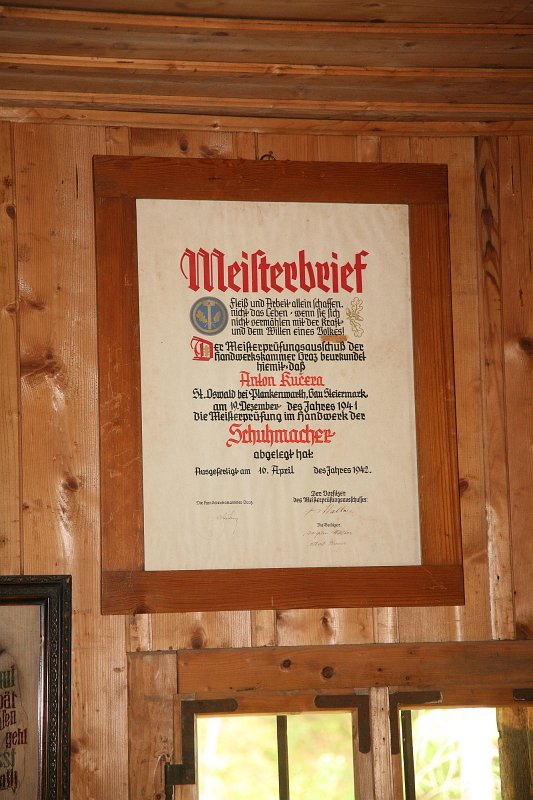 Meisterbrief
Fleiß und Arbeit allein schaffen
nicht das Leben · wenn sie sich
nicht vermählen mit der Kraft
und dem Willen eines Volkes!
Der Meisterprüfungsausschuß der
Handwerkskammer Graz beurkundet
hiemit, daß
Anton Kučera
St. Oswald bei Plankenwarth, Gau Steiermark
am 19. Dezember des Jahres 1941
die Meisterprüfung im Handwerk der
Schuhmacher
abgelegt hat
Ausgefertigt am 10. April des Jahres 1942.
Die Handwerkskammer Graz.
Der Vorsitzer
des Meisterprüfungsausschusses
Die Beisitzer
geht